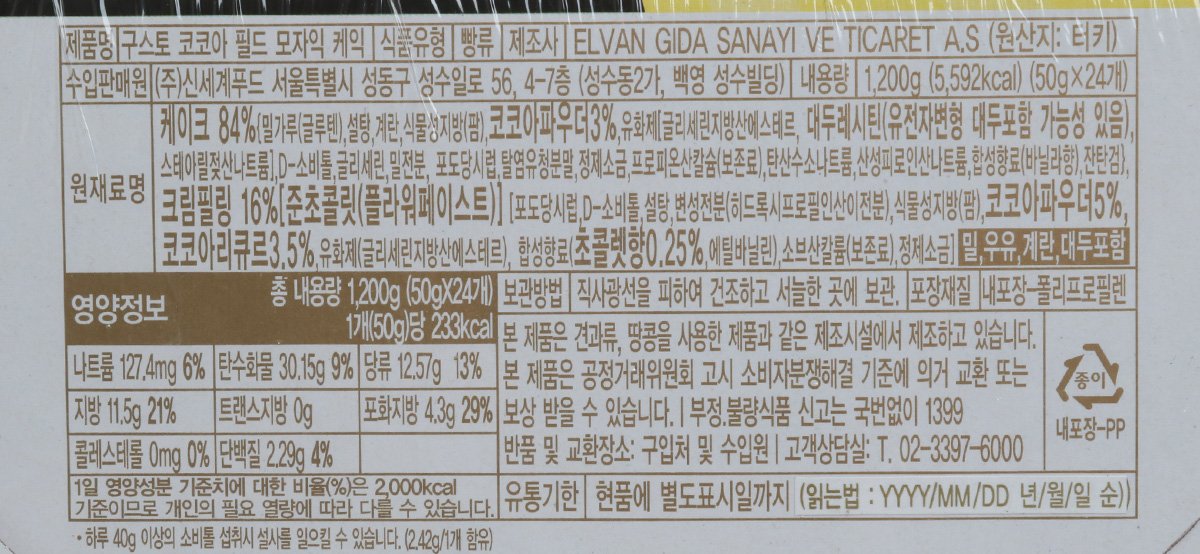 제품명 구스토 코코아 필드 모자익 케익 식품유형 빵류 제조사 ELVAN GIDA SANAYI VE TICARET A.S (원산지: 터키)
수입판매원 (주)신세계푸드 서울특별시 성동구 성수일로 56, 4-7층 (성수동2가, 백영 성수빌딩) 내용량 1,200g (5,592kcal) (50g×24개)
원재료명
케이크 84%{밀가루(글루텐),설탕,계란,식물성지방(팜),코코아파우더3%,유화제[글리세린지방산에스테르, 대두레시틴(유전자변형 대두포함 가능성 있음),
스테아릴젖산나트륨],D-소비톨,글리세린,밀전분, 포도당시럽,탈염유청분말,정제소금,프로피온산칼슘(보존료),탄산수소나트륨,산성피로인산나트륨,합성향료(바닐라향),잔탄검},
크림필링 16%[준초콜릿(플라워페이스트)] [포도당시럽,D-소비톨,설탕,변성전분(히드록시프로필인산이전분),식물성지방(팜),코코아파우더5%,
코코아리큐르3.5%,유화제(글리세린지방산에스테르), 합성향료(초콜렛향0.25%,에틸바닐린),소브산칼륨(보존료),정제소금] 밀,우유,계란,대두포함
영양정보 총 내용량 1,200g (50gX24개)
1개(50g)당 233kcal
나트륨 127.4mg 6% 탄수화물 30.15g 9% 당류 12.57g 13%
지방 11.5g 21% 트랜스지방 0g 포화지방 4.3g 29%
콜레스테롤 0mg 0% 단백질 2.29g 4%
1일 영양성분 기준치에 대한 비율(%)은 2,000kcal
기준이므로 개인의 필요 열량에 따라 다를 수 있습니다.
보관방법 직사광선을 피하여 건조하고 서늘한 곳에 보관, 포장재질 내포장-폴리프로필렌
본 제품은 견과류, 땅콩을 사용한 제품과 같은 제조시설에서 제조하고 있습니다.
본 제품은 공정거래위원회 고시 소비자분쟁해결 기준에 의거 교환 또는
보상 받을 수 있습니다. | 부정.불량식품 신고는 국번없이 1399
반품 및 교환장소: 구입처 및 수입원 | 고객상담실: T. 02-3397-6000
종이
내포장-PP
유통기한 현품에 별도표시일까지 (읽는법 : YYYY/MM/DD 년/월/일 순))
• 하루 40g 이상의 소비톨 섭취시 설사를 일으킬 수 있습니다. (2.42g/1개 함유)